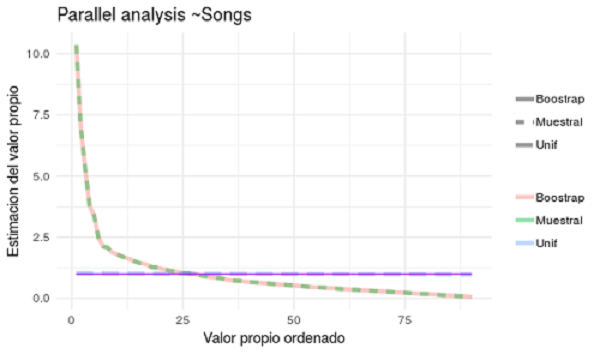 Parallel analysis ~Songs
Estimacion del valor propio
10.0
7.5
5.0
2.5
0.0
0
25
50
75
Valor propio ordenado
Boostrap
Muestral
Unif
Boostrap
Muestral
Unif